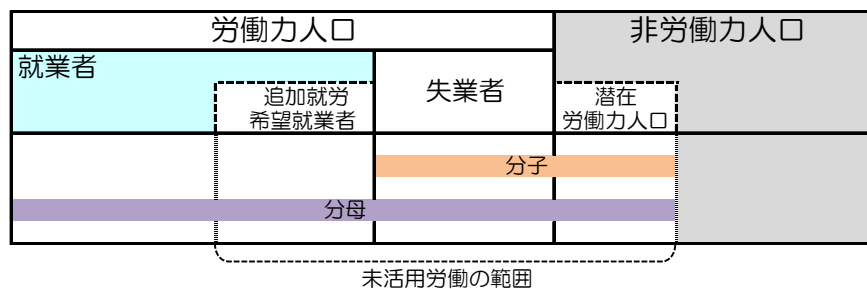 労働力人口
非労働力人口
就業者
追加就労
希望就業者
失業者
潜在
労働力人口
分子
分母
未活用労働の範囲